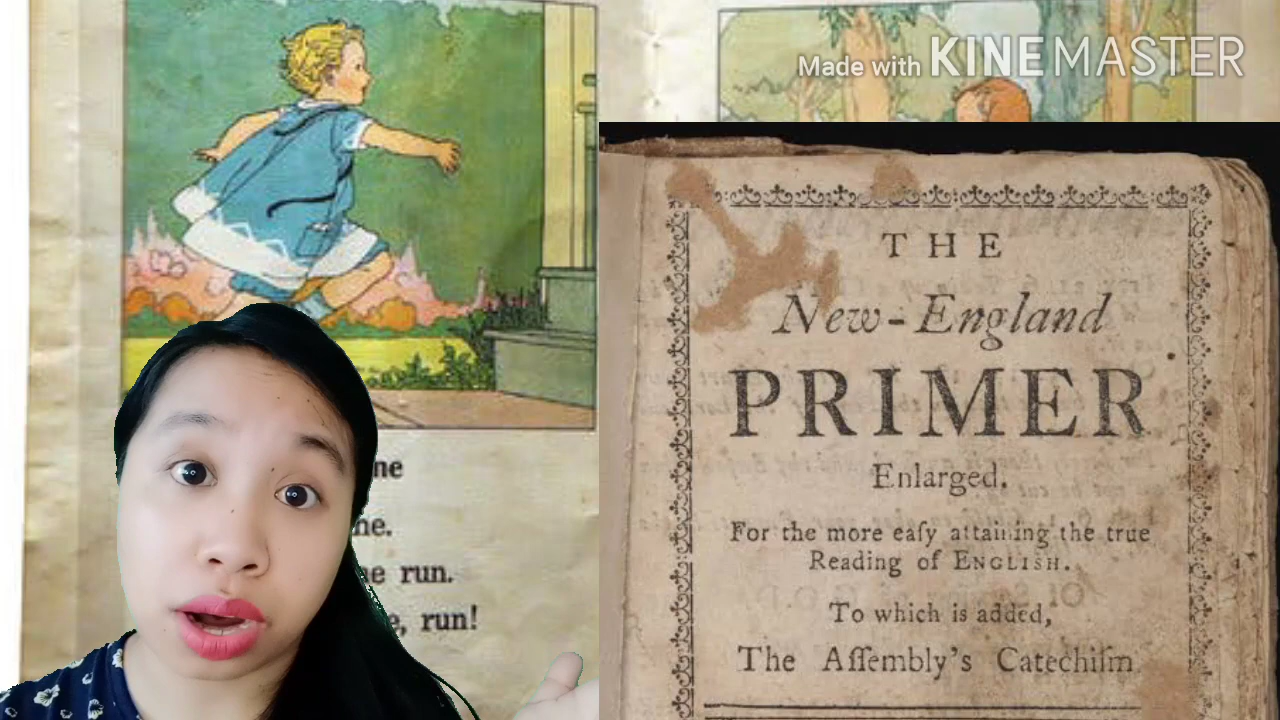 Made with KINEMASTER
ne
ne.
ne run.
e, run!
THE
New-England
PRIMER
Enlarged.
For the more eaſy attaining the true
Reading of ENGLISH.
To which is added,
The Aſſembly's Catechiſm